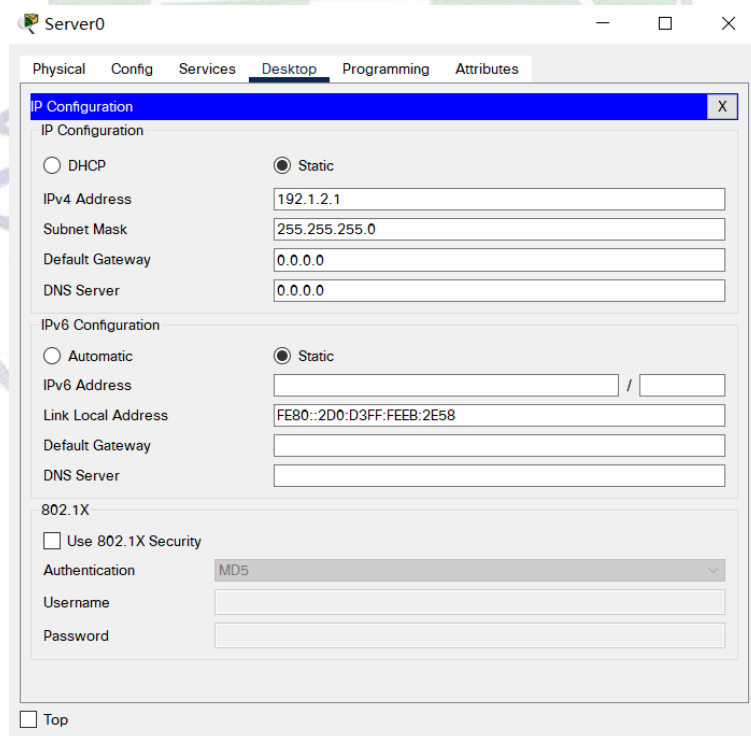 Server0
Physical Config Services Desktop Programming Attributes
IP Configuration X
IP Configuration
DHCP Static
IPv4 Address 192.1.2.1
Subnet Mask 255.255.255.0
Default Gateway 0.0.0.0
DNS Server 0.0.0.0
IPv6 Configuration
Automatic Static
IPv6 Address /
Link Local Address FE80::2D0:D3FF:FEEB:2E58
Default Gateway
DNS Server
802.1X
Use 802.1X Security
Authentication MD5
Username
Password
Top